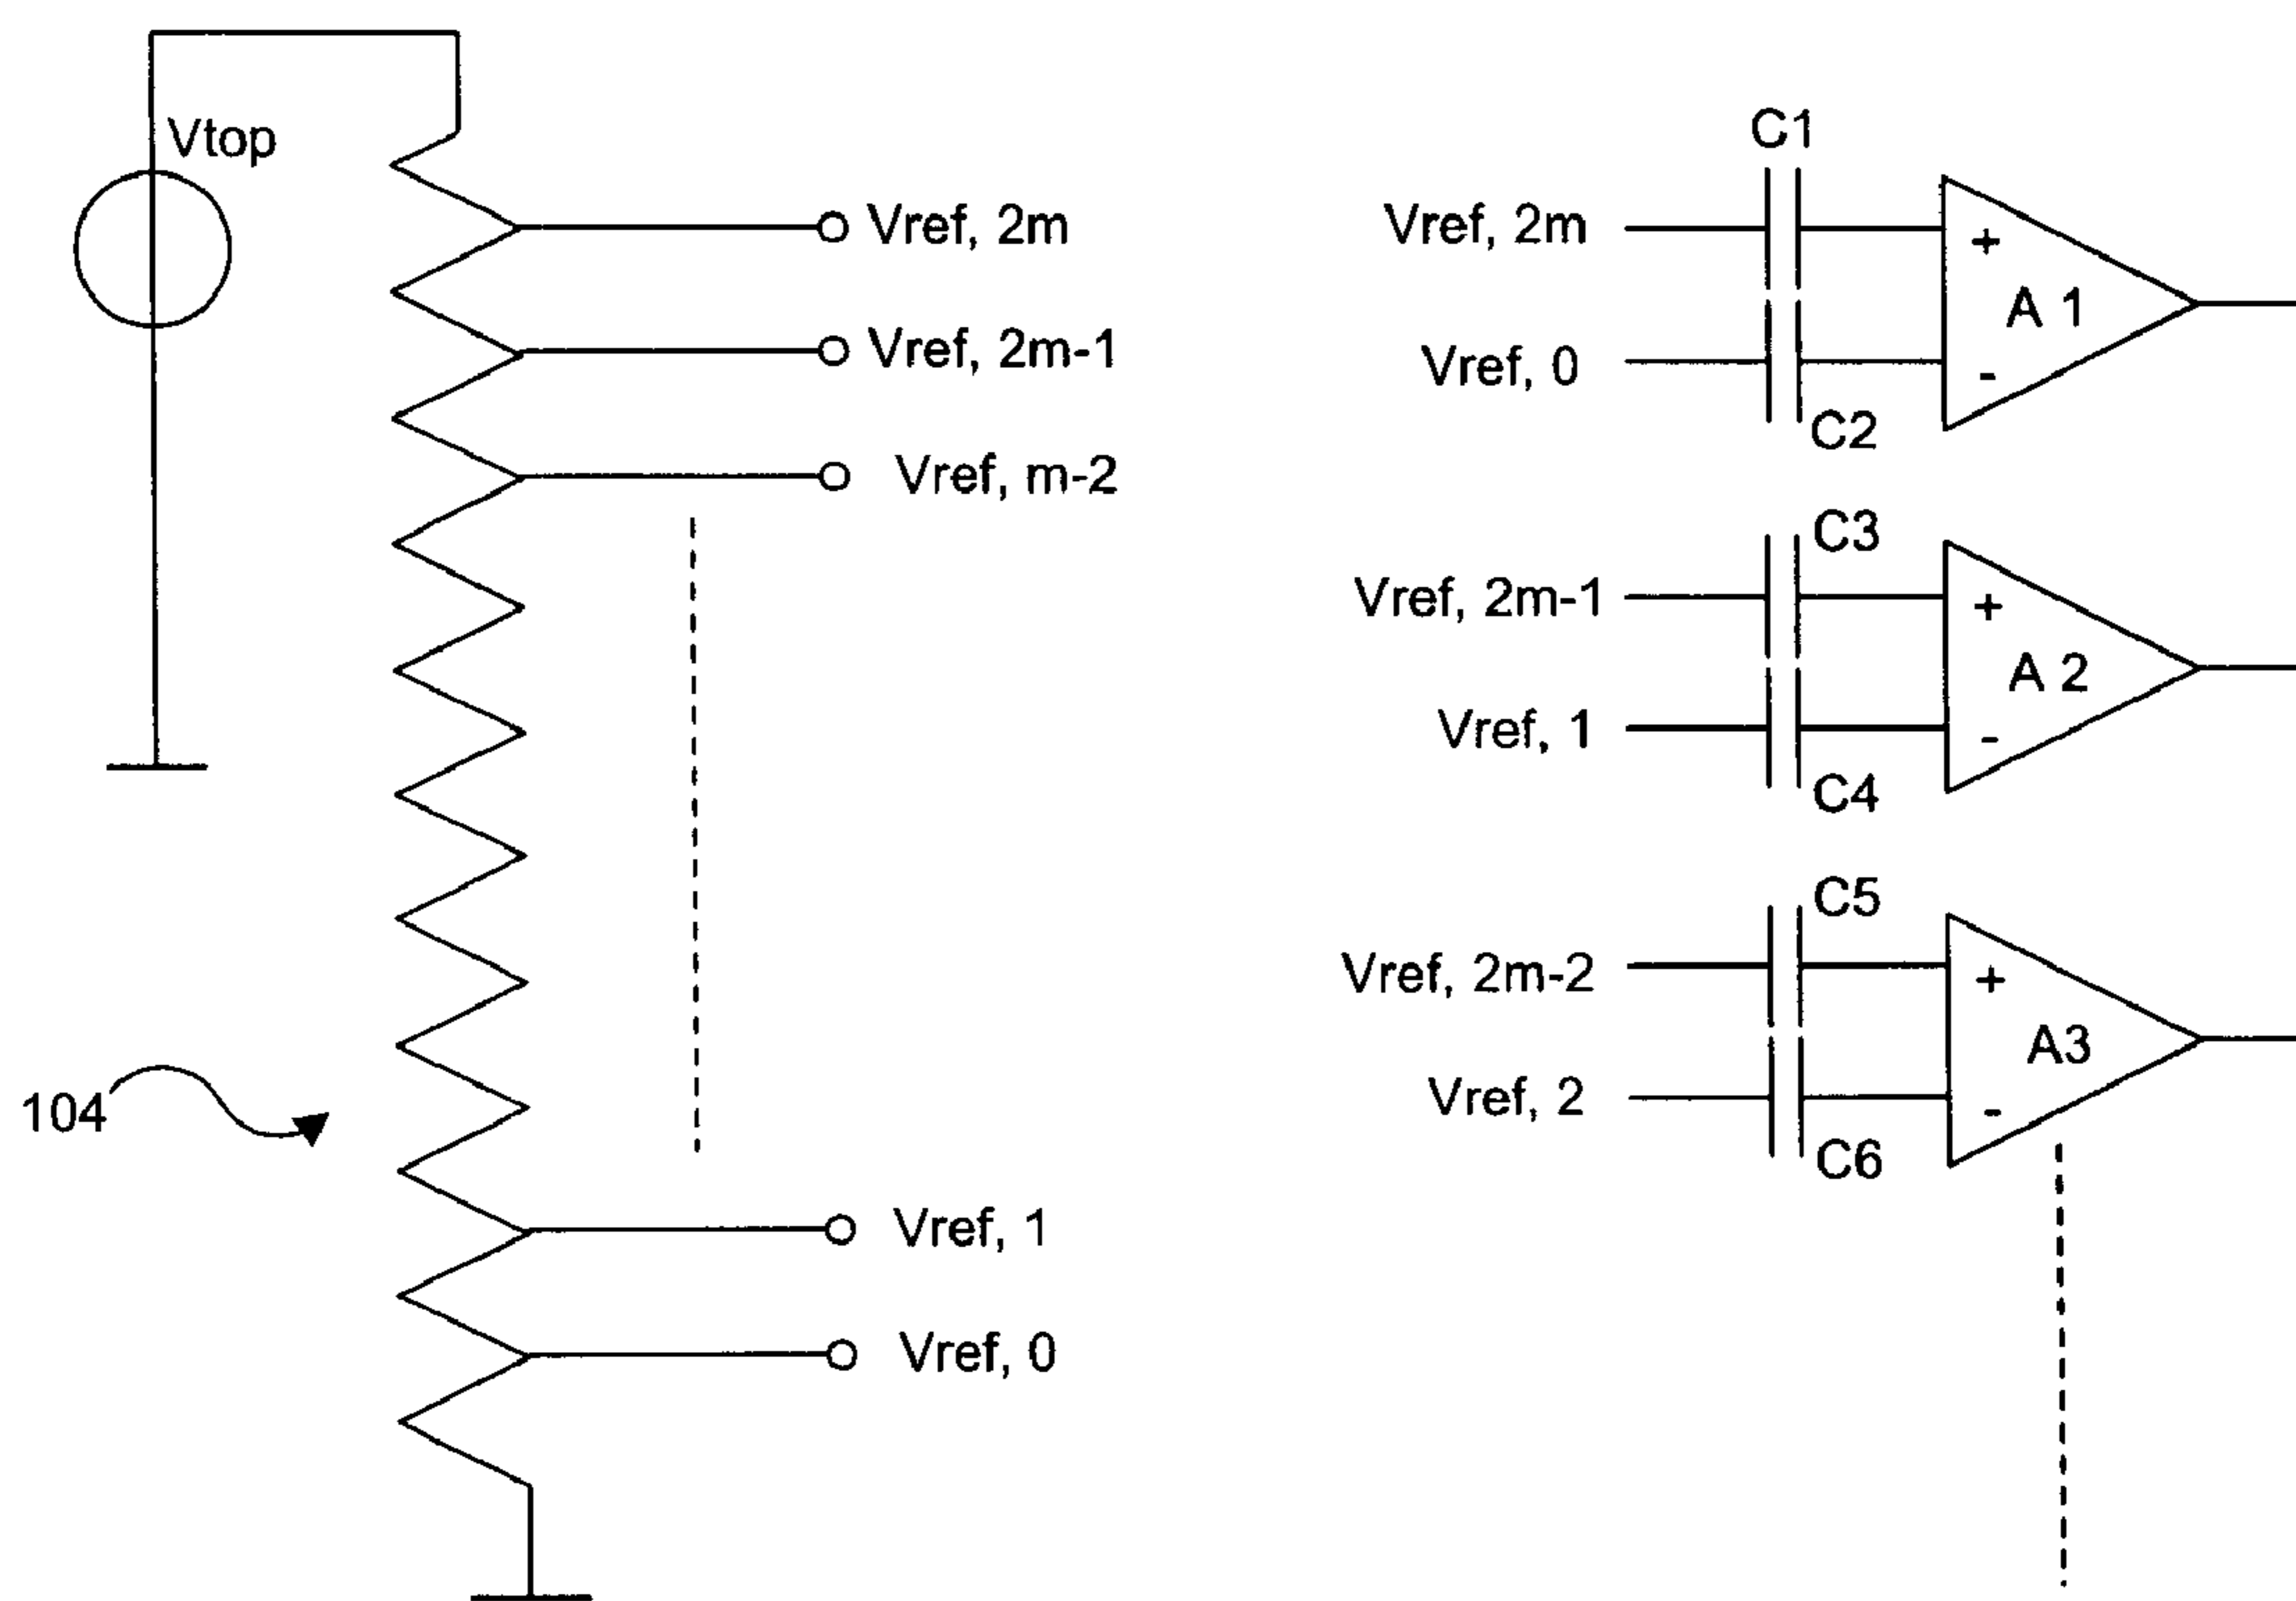 Vtop
Vref, 2m
Vref, 2m-1
Vref, m-2
Vref, 1
Vref, 0
104
C1
Vref, 2m
+
A 1
Vref, 0
-
C2
C3
Vref, 2m-1
+
A 2
Vref, 1
-
C4
C5
Vref, 2m-2
+
A3
Vref, 2
-
C6